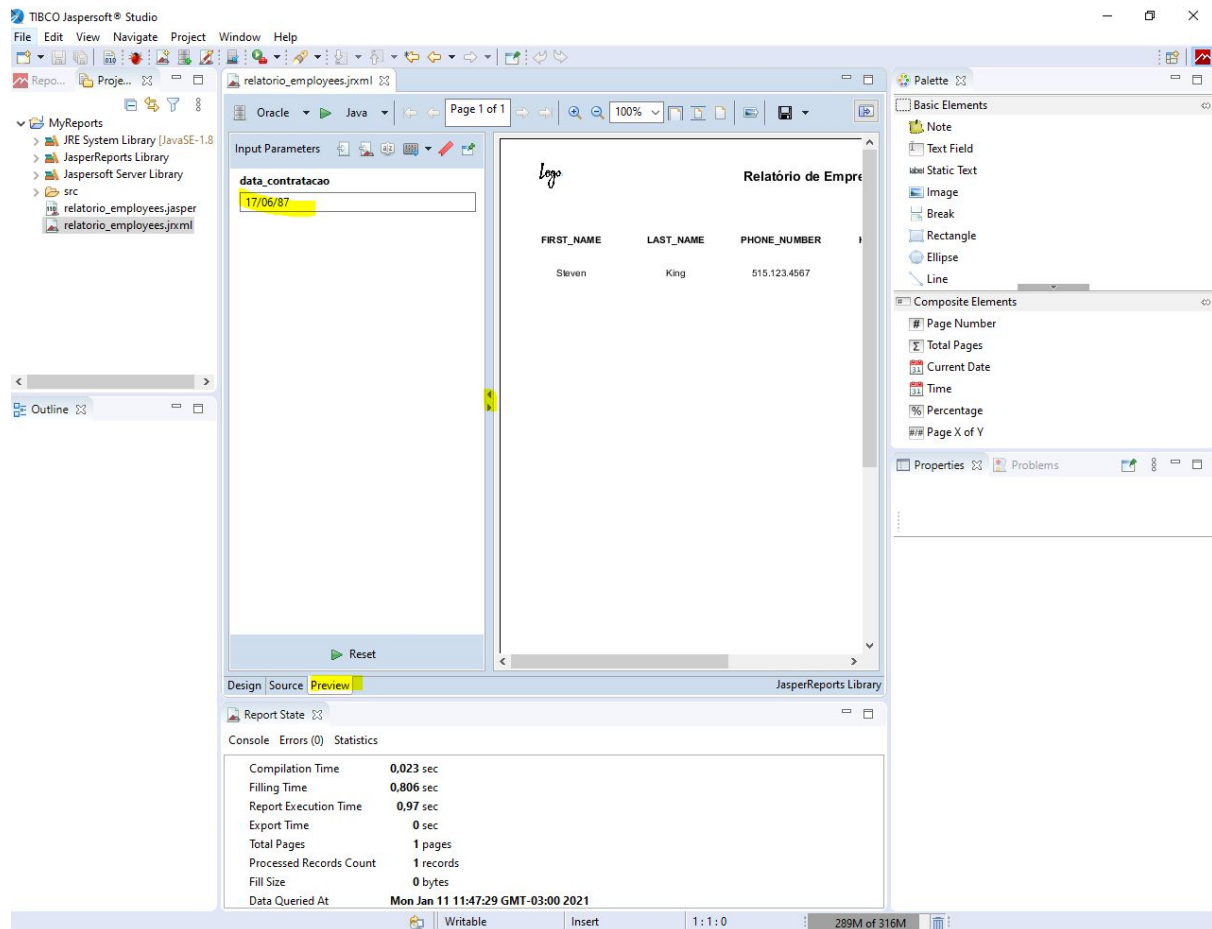 TIBCO Jaspersoft® Studio
File Edit View Navigate Project Window Help
Repo... Proje...
MyReports
JRE System Library [JavaSE-1.8
JasperReports Library
Jaspersoft Server Library
src
relatorio_employees.jasper
relatorio_employees.jrxml
Outline
relatorio_employees.jrxml
Oracle Java Page 1 of 1 100%
Input Parameters
data_contratacao
17/06/87
Reset
Logo
Relatório de Empre
FIRST_NAME LAST_NAME PHONE_NUMBER
Steven King 515.123.4567
Design Source Preview JasperReports Library
Report State
Console Errors (0) Statistics
Compilation Time 0,023 sec
Filling Time 0,806 sec
Report Execution Time 0,97 sec
Export Time 0 sec
Total Pages 1 pages
Processed Records Count 1 records
Fill Size 0 bytes
Data Queried At Mon Jan 11 11:47:29 GMT-03:00 2021
Palette
Basic Elements
Note
Text Field
label Static Text
Image
Break
Rectangle
Ellipse
Line
Composite Elements
# Page Number
Σ Total Pages
31 Current Date
31 Time
% Percentage
#/# Page X of Y
Properties Problems
Writable Insert 1 : 1 : 0 289M of 316M